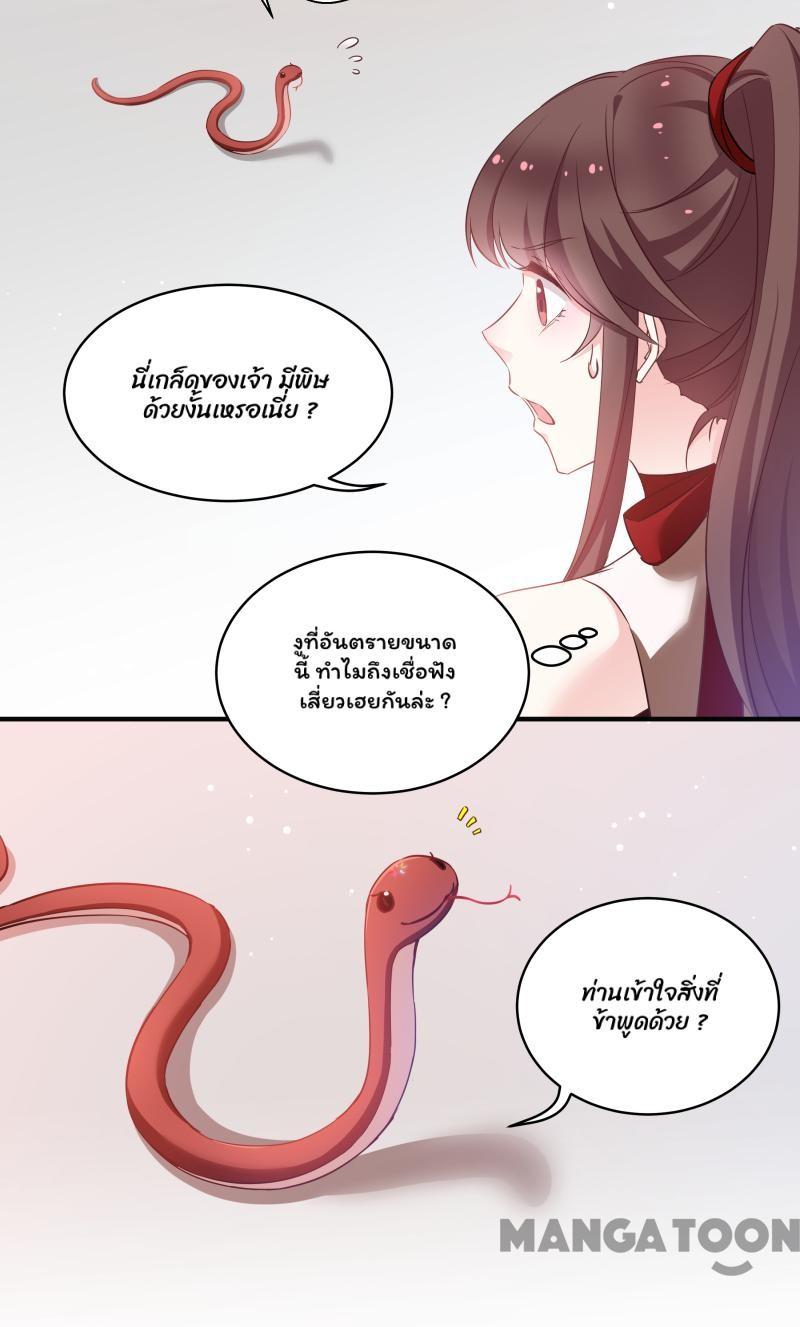 นี่เกล็ดของเจ้า มีพิษ
ด้วยงั้นเหรอเนี่ย ?
งูที่อันตรายขนาด
นี้ ทำไมถึงเชื่อฟัง
เสี่ยวเฮยกันล่ะ ?
ท่านเข้าใจสิ่งที่
ข้าพูดด้วย ?
MANGATOON